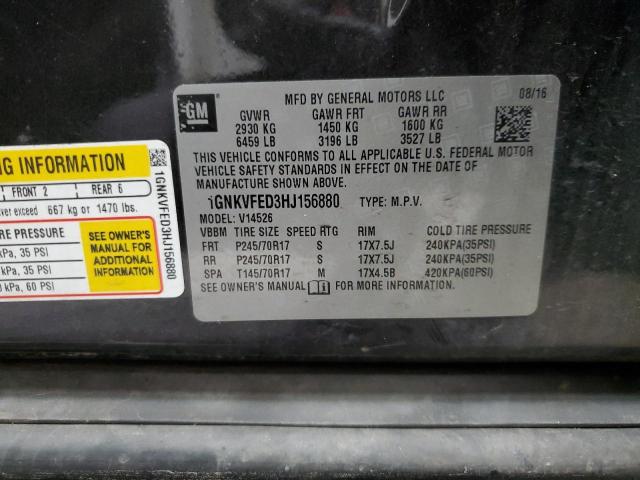 GM
MFD BY GENERAL MOTORS LLC 08/16
GVWR GAWR FRT GAWR RR
2930 KG 1450 KG 1600 KG
6459 LB 3196 LB 3527 LB
THIS VEHICLE CONFORMS TO ALL APPLICABLE U.S. FEDERAL MOTOR
VEHICLE SAFETY STANDARDS IN EFFECT ON THE DATE OF
MANUFACTURE SHOWN ABOVE.
1GNKVFED3HJ156880 TYPE: M.P.V.
MODEL: V14526
VBBM TIRE SIZE SPEED RTG RIM COLD TIRE PRESSURE
FRT P245/70R17 S 17X7.5J 240KPA(35PSI)
RR P245/70R17 S 17X7.5J 240KPA(35PSI)
SPA T145/70R17 M 17X4.5B 420KPA(60PSI)
SEE OWNER'S MANUAL FOR MORE INFORMATION.
NG INFORMATION
FRONT 2 REAR 6
ver exceed 667 kg or 1470 lbs.
E PRESSURE
kPa, 35 PSI
kPa, 35 PSI
kPa, 60 PSI
SEE OWNER'S
MANUAL FOR
ADDITIONAL
INFORMATION
1GNKVFED3HJ156880